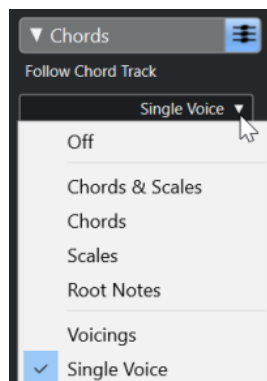 Chords
Follow Chord Track
Single Voice
Off
Chords & Scales
Chords
Scales
Root Notes
Voicings
Single Voice